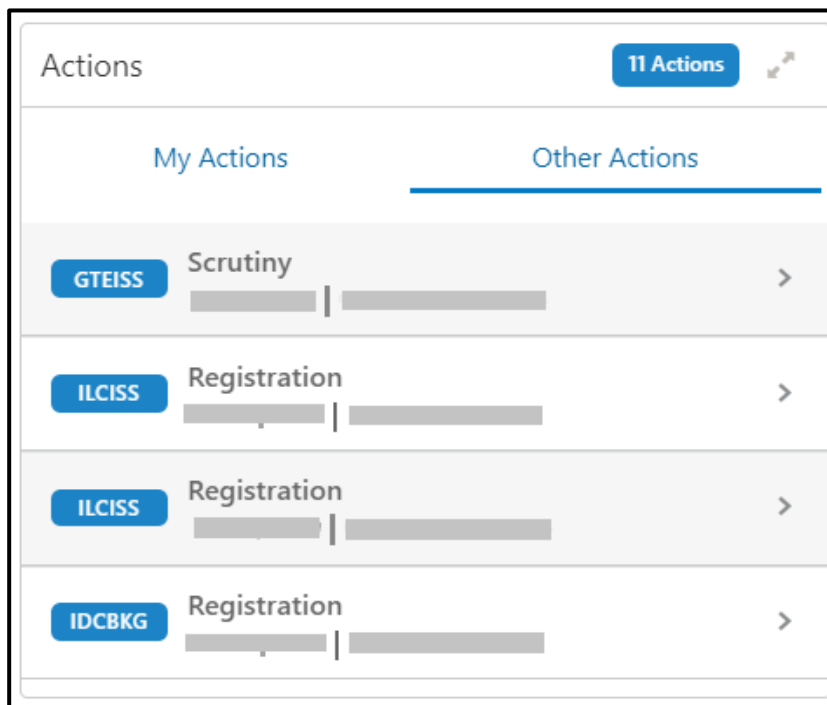 Actions 11 Actions
My Actions Other Actions
GTEISS Scrutiny
ILCISS Registration
ILCISS Registration
IDCBKG Registration